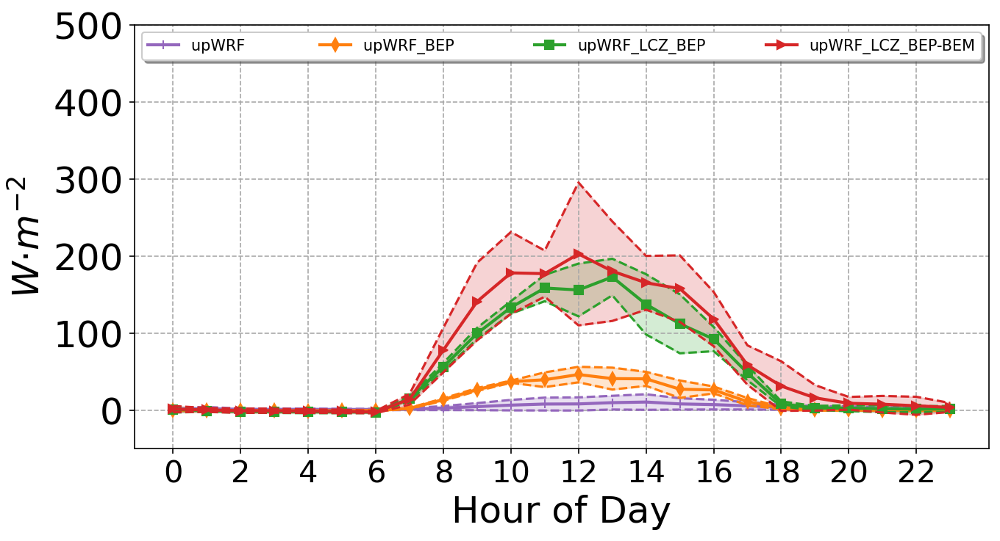 500
upWRF upWRF_BEP upWRF_LCZ_BEP upWRF_LCZ_BEP-BEM
400
300
200
100
0
W·m⁻²
0 2 4 6 8 10 12 14 16 18 20 22
Hour of Day